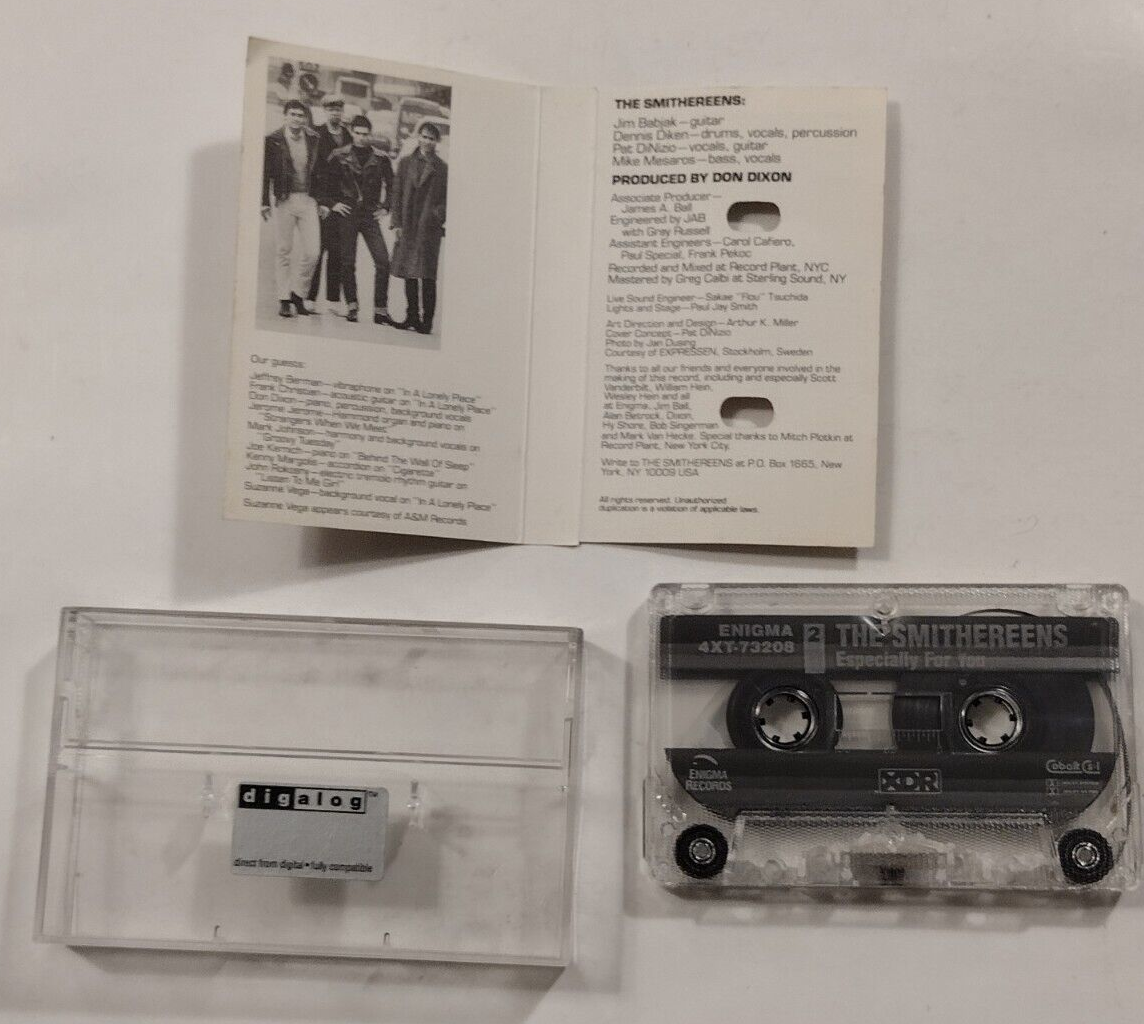 THE SMITHEREENS:
Jim Babjak—guitar
Dennis Diken—drums, vocals, percussion
Pat DiNizio—vocals, guitar
Mike Mesaros—bass, vocals
PRODUCED BY DON DIXON
Associate Producer—
James A. Ball
Engineered by JAB
with Gray Russell
Assistant Engineers—Carol Cafiero,
Paul Special, Frank Pekoc
Recorded and Mixed at Record Plant, NYC
Mastered by Greg Calbi at Sterling Sound, NY
Live Sound Engineer—Sakae "Rou" Tsuchida
Lights and Stage—Paul Jay Smith
Art Direction and Design—Arthur K. Miller
Cover Concept—Pat DiNizio
Photo by Jan Dusing
Courtesy of EXPRESSEN, Stockholm, Sweden
Thanks to all our friends and everyone involved in the
making of this record, including and especially Scott
Vanderbilt, William Hein,
Wesley Hein and all
at Enigma, Jim Ball,
Alan Betrock, Dixon,
Hy Shore, Bob Singerman
and Mark Van Hecke. Special thanks to Mitch Plotkin at
Record Plant, New York City.
Write to THE SMITHEREENS at P.O. Box 1665, New
York, NY 10009 USA
All rights reserved. Unauthorized
duplication is a violation of applicable laws.
Our guests:
Jeffrey Berman—vibraphone on "In A Lonely Place"
Frank Christian—acoustic guitar on "In A Lonely Place"
Don Dixon—piano, percussion, background vocals
Jerome Jerome—Hammond organ and piano on
"Strangers When We Meet"
Mark Johnson—harmony and background vocals on
"Groovy Tuesday"
Joe Kernich—piano on "Behind The Wall Of Sleep"
Kenny Margolis—accordion on "Cigarette"
John Rokosny—electric tremolo rhythm guitar on
"Listen To Me Girl"
Suzanne Vega—background vocal on "In A Lonely Place"
Suzanne Vega appears courtesy of A&M Records
digalog™
direct from digital • fully compatible
ENIGMA
4XT-73208
2
THE SMITHEREENS
Especially For You
ENIGMA
RECORDS
XDR
Cobalt